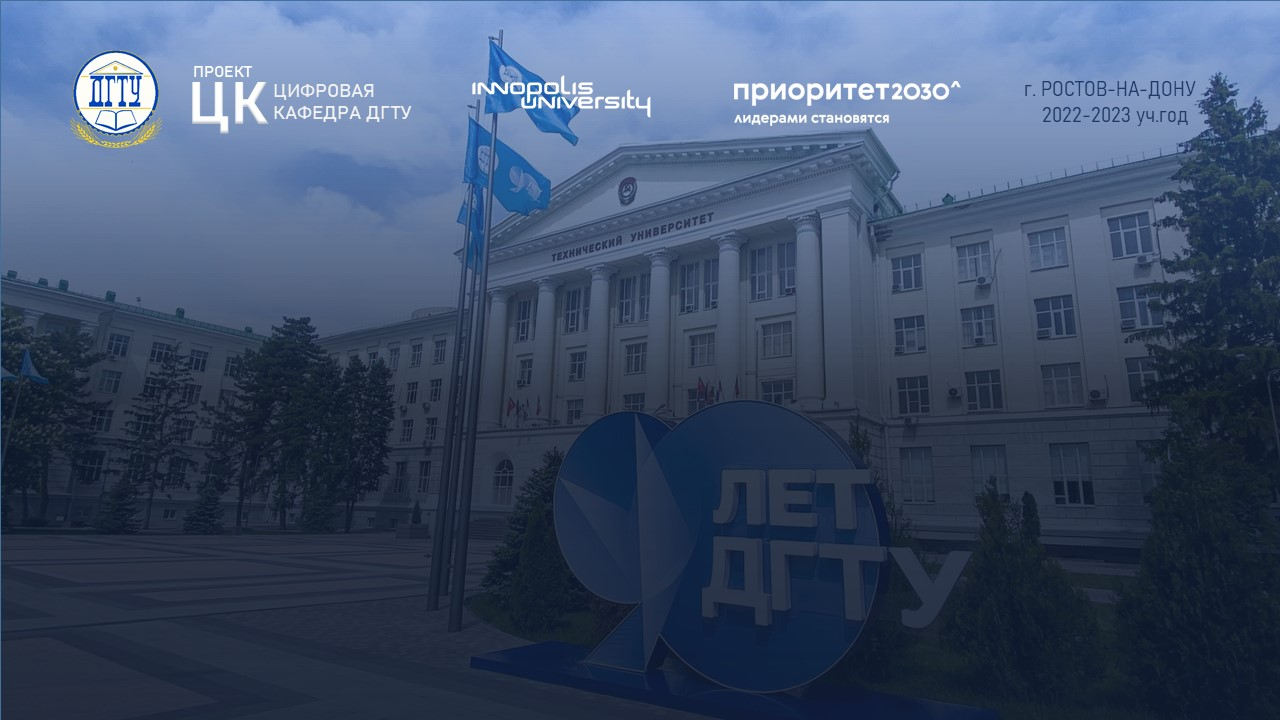 ДГТУ
ПРОЕКТ
ЦК ЦИФРОВАЯ
КАФЕДРА ДГТУ
INNOPOLIS
UNIVERSITY
приоритет2030^
лидерами становятся
г. РОСТОВ-НА-ДОНУ
2022-2023 уч.год
ТЕХНИЧЕСКИЙ УНИВЕРСИТЕТ
ЛЕТ
ДГТУ